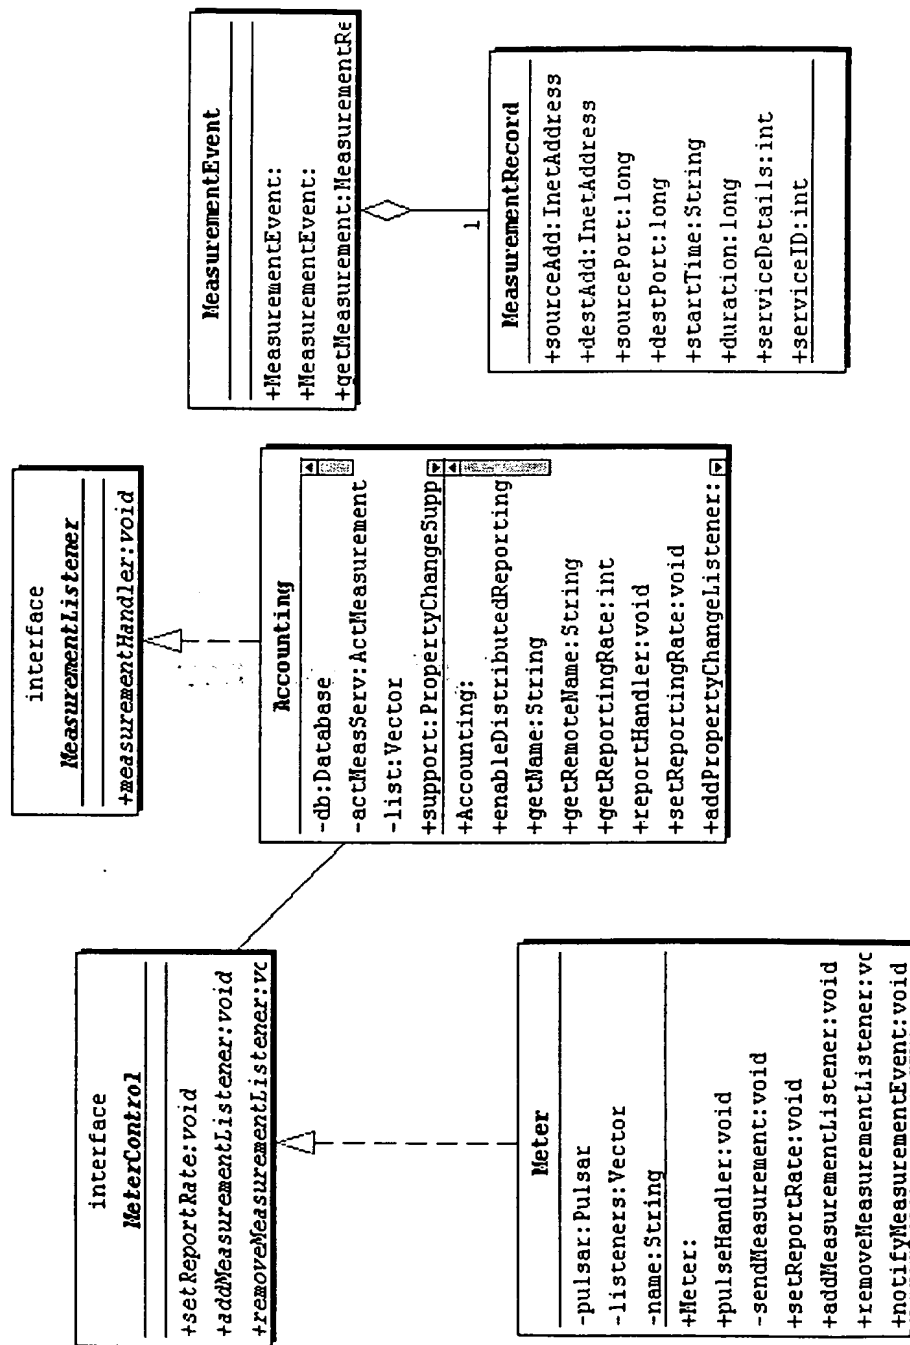 interface
MeterControl
+setReportRate:void
+addMeasurementListener:void
+removeMeasurementListener:vc
Meter
-pulsar:Pulsar
-listeners:Vector
-name:String
+Meter:
+pulseHandler:void
-sendMeasurement:void
+setReportRate:void
+addMeasurementListener:void
+removeMeasurementListener:vc
+notifyMeasurementEvent:void
interface
MeasurementListener
+measurementHandler:void
Accounting
-db:Database
-actMeasServ:ActMeasurement
-list:Vector
+support:PropertyChangeSupp
+Accounting:
+enableDistributedReporting
+getName:String
+getRemoteName:String
+getReportingRate:int
+reportHandler:void
+setReportingRate:void
+addPropertyChangeListener:
MeasurementEvent
+MeasurementEvent:
+MeasurementEvent:
+getMeasurement:MeasurementRe
1
MeasurementRecord
+sourceAdd:InetAddress
+destAdd:InetAddress
+sourcePort:long
+destPort:long
+startTime:String
+duration:long
+serviceDetails:int
+serviceID:int